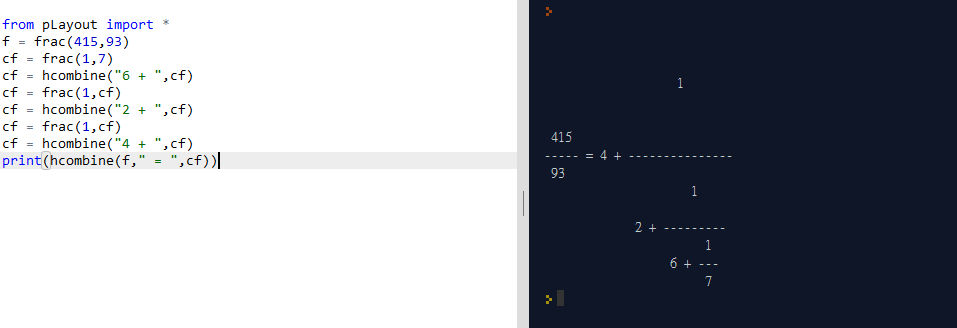 from pLayout import *
f = frac(415,93)
cf = frac(1,7)
cf = hcombine("6 + ",cf)
cf = frac(1,cf)
cf = hcombine("2 + ",cf)
cf = frac(1,cf)
cf = hcombine("4 + ",cf)
print(hcombine(f," = ",cf))
1
415
----- = 4 + ---------------
93
1
2 + ---------
1
6 + ---
7